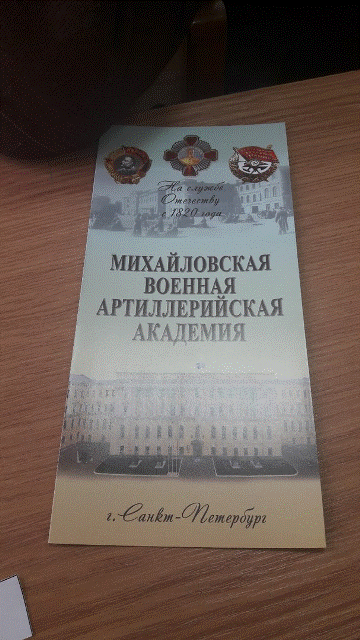 На службе
Отечеству
с 1820 года
МИХАЙЛОВСКАЯ
ВОЕННАЯ
АРТИЛЛЕРИЙСКАЯ
АКАДЕМИЯ
г. Санкт-Петербург